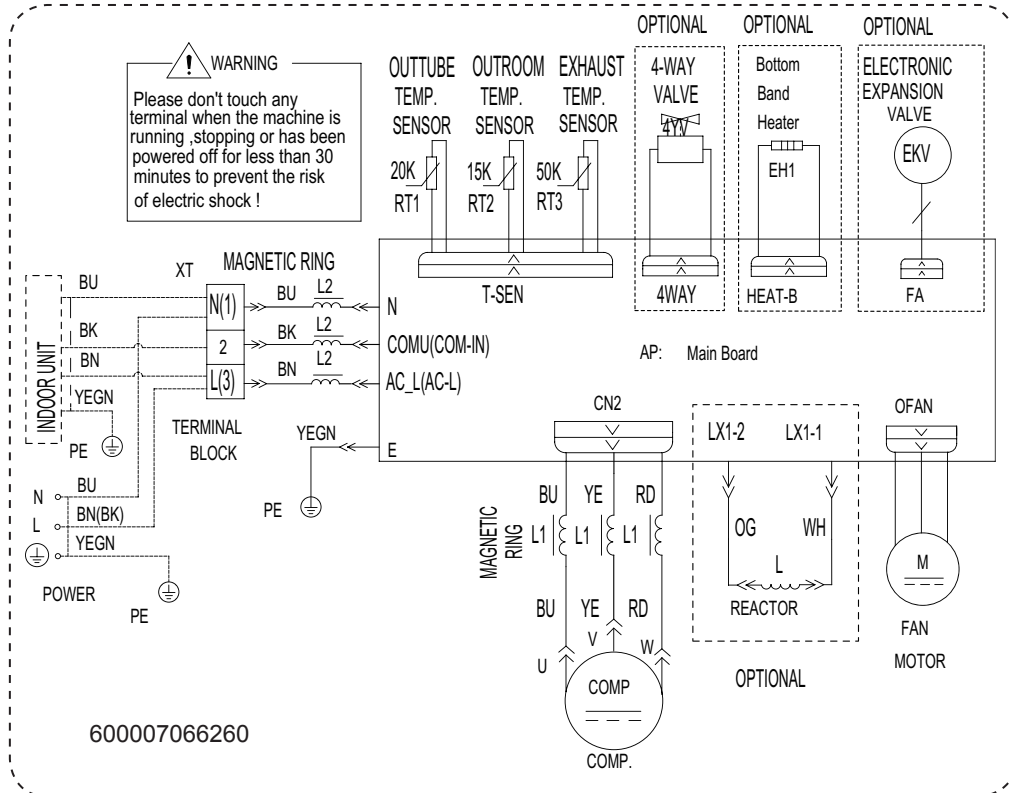 WARNING
Please don't touch any
terminal when the machine is
running ,stopping or has been
powered off for less than 30
minutes to prevent the risk
of electric shock !
OUTTUBE
TEMP.
SENSOR
20K
RT1
OUTROOM
TEMP.
SENSOR
15K
RT2
EXHAUST
TEMP.
SENSOR
50K
RT3
T-SEN
OPTIONAL
4-WAY
VALVE
4YV
4WAY
OPTIONAL
Bottom
Band
Heater
EH1
HEAT-B
OPTIONAL
ELECTRONIC
EXPANSION
VALVE
EKV
FA
INDOOR UNIT
BU
BK
BN
YEGN
PE
XT
N(1)
2
L(3)
TERMINAL
BLOCK
MAGNETIC RING
BU
L2
N
BK
L2
COMU(COM-IN)
BN
L2
AC_L(AC-L)
YEGN
E
PE
AP: Main Board
N
BU
L
BN(BK)
YEGN
POWER
PE
CN2
MAGNETIC
RING
BU
YE
RD
L1
L1
L1
BU
YE
RD
U
V
W
COMP
COMP.
LX1-2
LX1-1
OG
WH
L
REACTOR
OPTIONAL
OFAN
M
FAN
MOTOR
600007066260